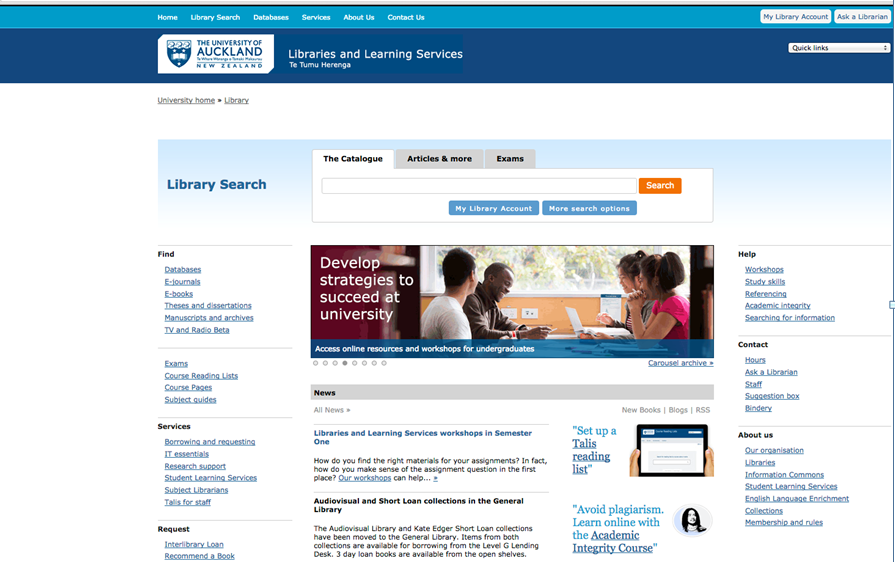 Home Library Search Databases Services About Us Contact Us
My Library Account Ask a Librarian
THE UNIVERSITY OF
AUCKLAND
Te Whare Wānanga o Tāmaki Makaurau
NEW ZEALAND
Libraries and Learning Services
Te Tumu Herenga
Quick links
University home » Library
The Catalogue Articles & more Exams
Library Search
Search
My Library Account More search options
Find
Databases
E-journals
E-books
Theses and dissertations
Manuscripts and archives
TV and Radio Beta
Exams
Course Reading Lists
Course Pages
Subject guides
Services
Borrowing and requesting
IT essentials
Research support
Student Learning Services
Subject Librarians
Talis for staff
Request
Interlibrary Loan
Recommend a Book
Develop
strategies to
succeed at
university
Access online resources and workshops for undergraduates
Carousel archive »
News
All News »
New Books | Blogs | RSS
Libraries and Learning Services workshops in Semester
One
How do you find the right materials for your assignments? In fact,
how do you make sense of the assignment question in the first
place? Our workshops can help... »
Audiovisual and Short Loan collections in the General
Library
The Audiovisual Library and Kate Edger Short Loan collections
have been moved to the General Library. Items from both
collections are available for borrowing from the Level G Lending
Desk. 3 day loan books are available from the open shelves.
"Set up a
Talis
reading
list"
"Avoid plagiarism.
Learn online with
the Academic
Integrity Course"
Help
Workshops
Study skills
Referencing
Academic integrity
Searching for information
Contact
Hours
Ask a Librarian
Staff
Suggestion box
Bindery
About us
Our organisation
Libraries
Information Commons
Student Learning Services
English Language Enrichment
Collections
Membership and rules